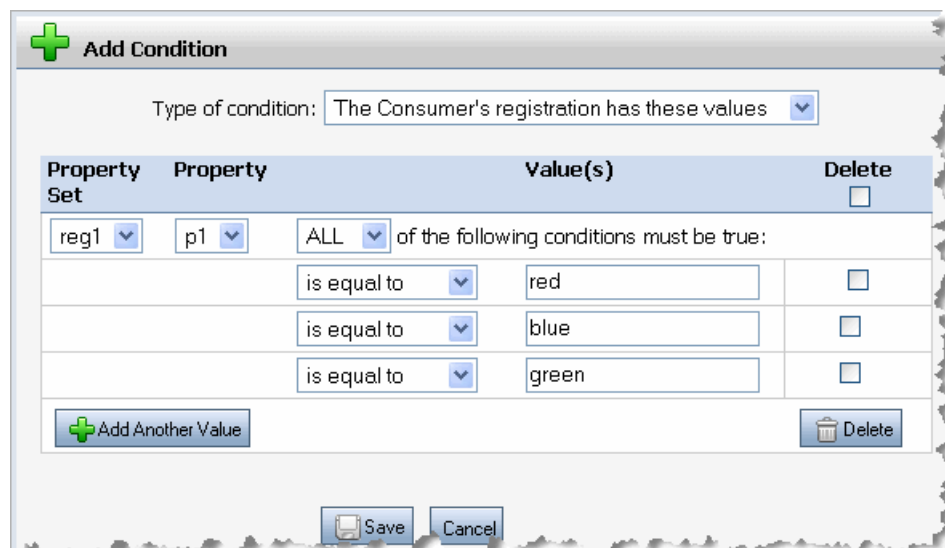 Add Condition
Type of condition: The Consumer's registration has these values
Property Set Property Value(s) Delete
reg1 p1 ALL of the following conditions must be true:
is equal to red
is equal to blue
is equal to green
Add Another Value Delete
Save Cancel